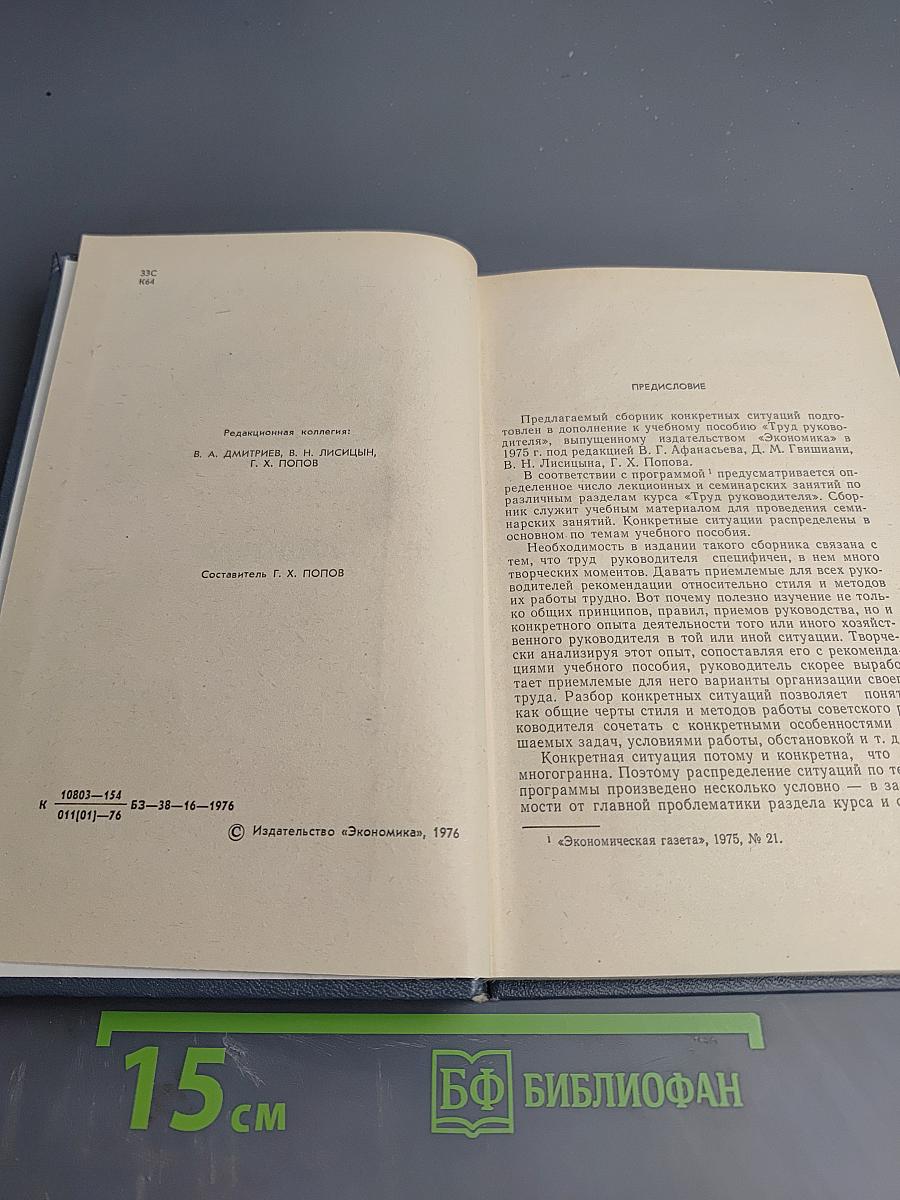 33С
К64
Редакционная коллегия:
В. А. ДМИТРИЕВ, В. Н. ЛИСИЦЫН,
Г. Х. ПОПОВ
Составитель Г. Х. ПОПОВ
К 10803—154 БЗ—38—16—1976
011(01)—76
© Издательство «Экономика», 1976
ПРЕДИСЛОВИЕ
Предлагаемый сборник конкретных ситуаций подго-
товлен в дополнение к учебному пособию «Труд руково-
дителя», выпущенному издательством «Экономика» в
1975 г. под редакцией В. Г. Афанасьева, Д. М. Гвишиани,
В. Н. Лисицына, Г. Х. Попова.
В соответствии с программой¹ предусматривается оп-
ределенное число лекционных и семинарских занятий по
различным разделам курса «Труд руководителя». Сбор-
ник служит учебным материалом для проведения семи-
нарских занятий. Конкретные ситуации распределены в
основном по темам учебного пособия.
Необходимость в издании такого сборника связана с
тем, что труд руководителя специфичен, в нем много
творческих моментов. Давать приемлемые для всех руко-
водителей рекомендации относительно стиля и методов
их работы трудно. Вот почему полезно изучение не толь-
ко общих принципов, правил, приемов руководства, но и
конкретного опыта деятельности того или иного хозяйст-
венного руководителя в той или иной ситуации. Творче-
ски анализируя этот опыт, сопоставляя его с рекоменда-
циями учебного пособия, руководитель скорее вырабо
тает приемлемые для него варианты организации своег
труда. Разбор конкретных ситуаций позволяет понят
как общие черты стиля и методов работы советского р
ководителя сочетать с конкретными особенностями
шаемых задач, условиями работы, обстановкой и т. д
Конкретная ситуация потому и конкретна, что
многогранна. Поэтому распределение ситуаций по те
программы произведено несколько условно — в за
мости от главной проблематики раздела курса и с
¹ «Экономическая газета», 1975, № 21.
15 см
БФ БИБЛИОФАН